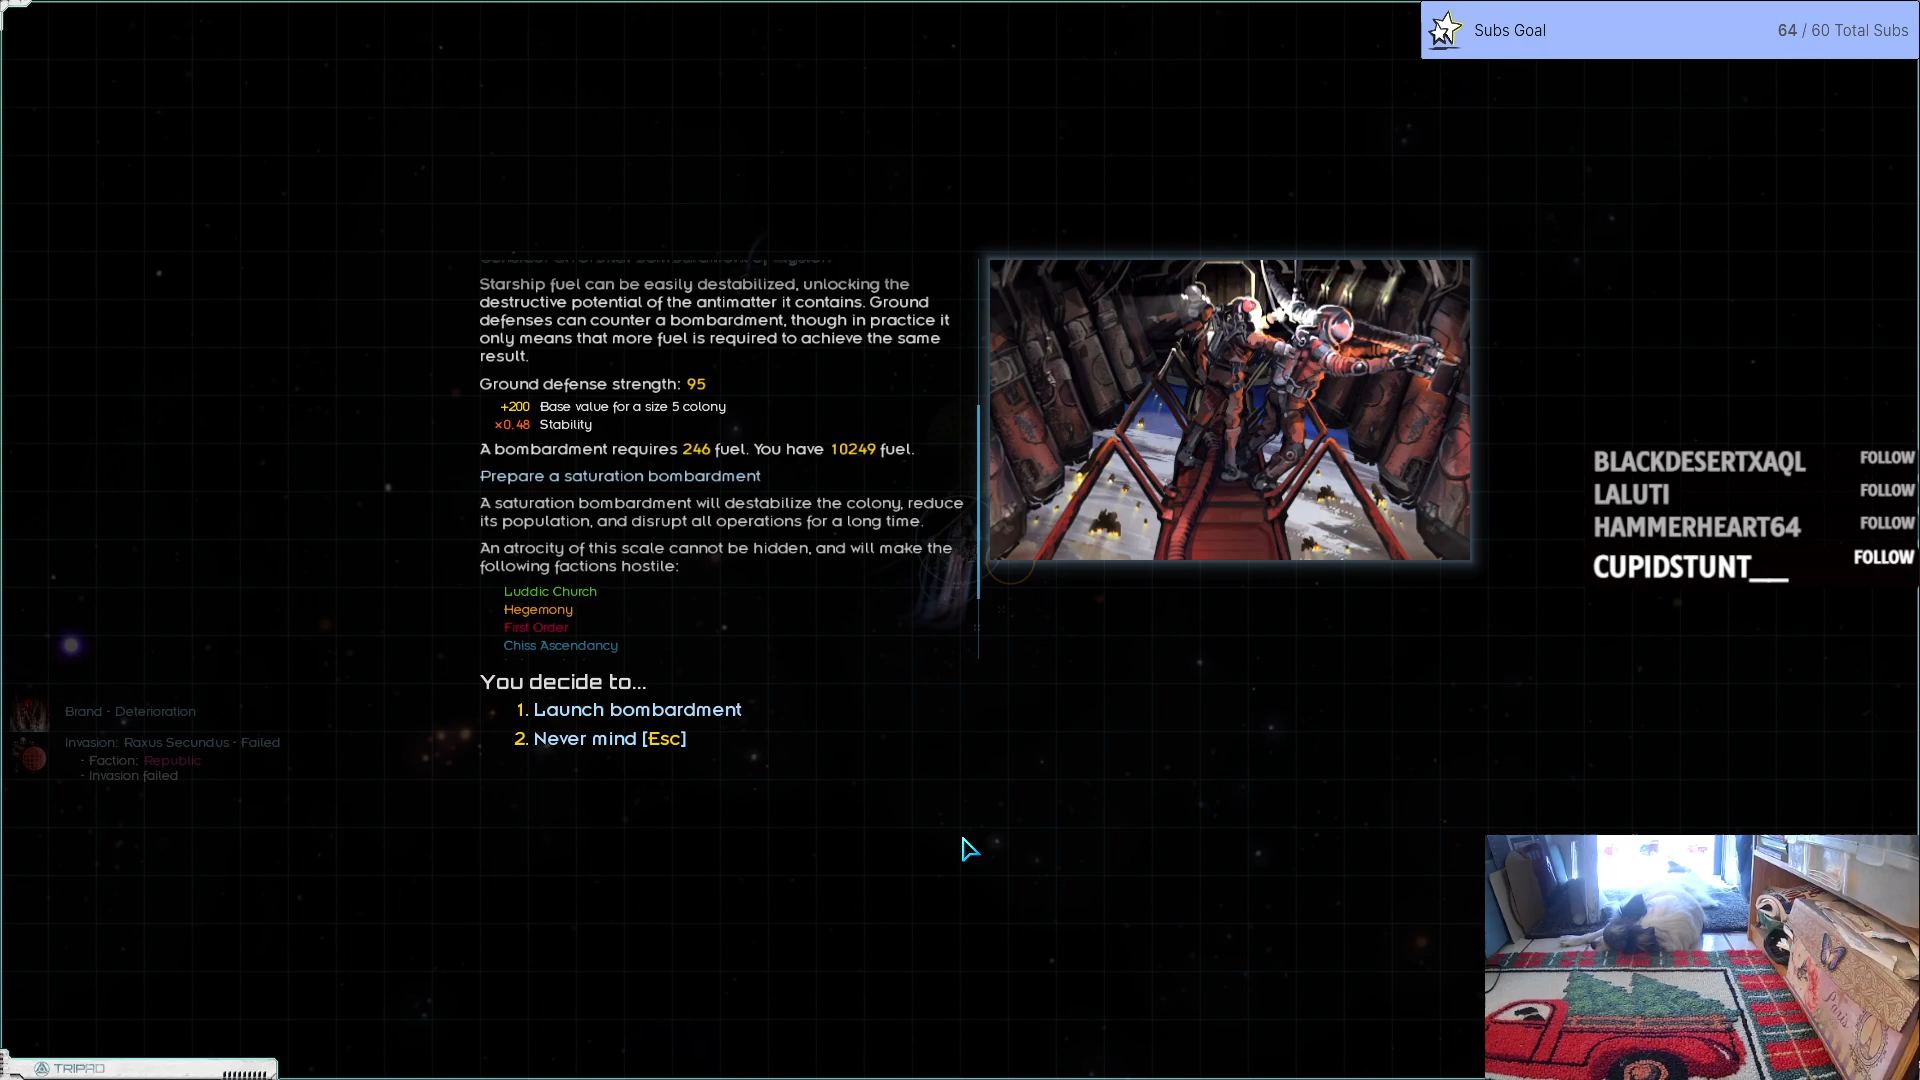 Subs Goal
64 / 60 Total Subs
Starship fuel can be easily destabilized, unlocking the
destructive potential of the antimatter it contains. Ground
defenses can counter a bombardment, though in practice it
only means that more fuel is required to achieve the same
result.
Ground defense strength: 95
+200 Base value for a size 5 colony
×0.48 Stability
A bombardment requires 246 fuel. You have 10249 fuel.
Prepare a saturation bombardment
A saturation bombardment will destabilize the colony, reduce
its population, and disrupt all operations for a long time.
An atrocity of this scale cannot be hidden, and will make the
following factions hostile:
Luddic Church
Hegemony
First Order
Chiss Ascendancy
You decide to...
1. Launch bombardment
2. Never mind [Esc]
BLACKDESERTXAQL FOLLOW
LALUTI FOLLOW
HAMMERHEART64 FOLLOW
CUPIDSTUNT__ FOLLOW
Brand - Deterioration
Invasion: Raxus Secundus - Failed
- Faction: Republic
- Invasion failed
TRIPAD
Paris